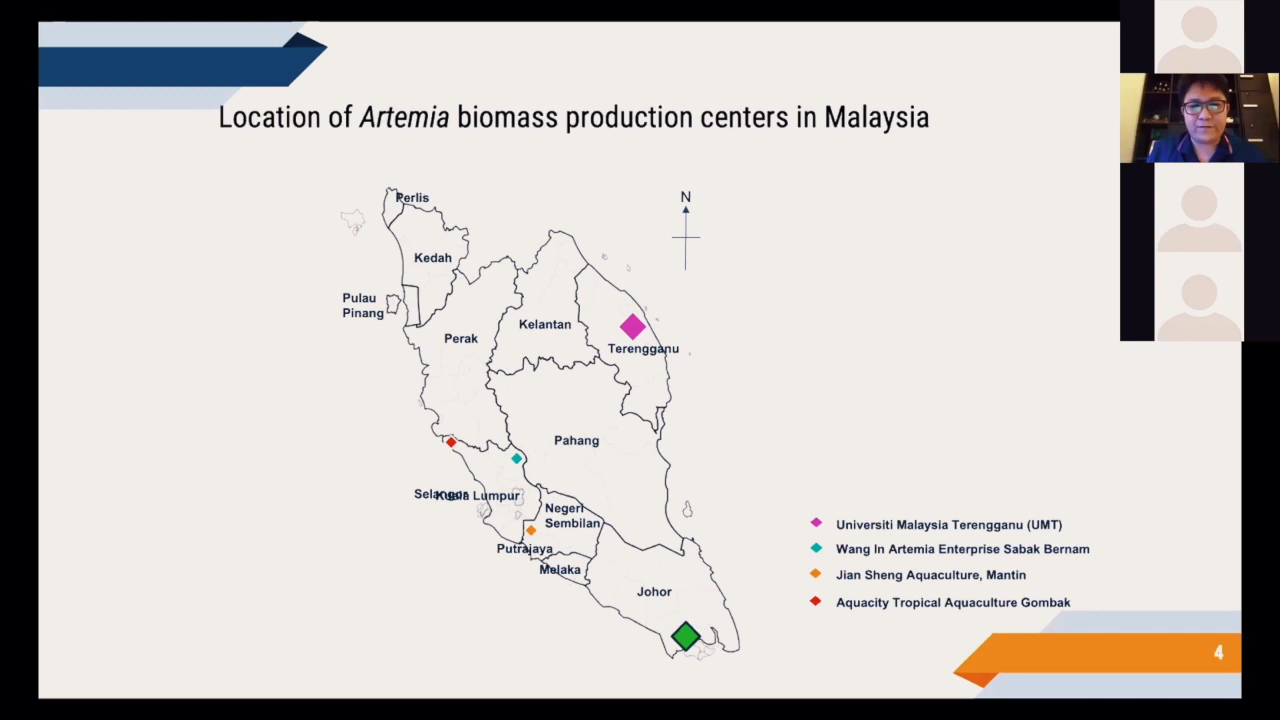 Location of Artemia biomass production centers in Malaysia
Perlis
N
Kedah
Pulau
Pinang
Kelantan
Perak
Terengganu
Pahang
Selangor
Kuala Lumpur
Negeri
Sembilan
Putrajaya
Melaka
Johor
Universiti Malaysia Terengganu (UMT)
Wang In Artemia Enterprise Sabak Bernam
Jian Sheng Aquaculture, Mantin
Aquacity Tropical Aquaculture Gombak
4